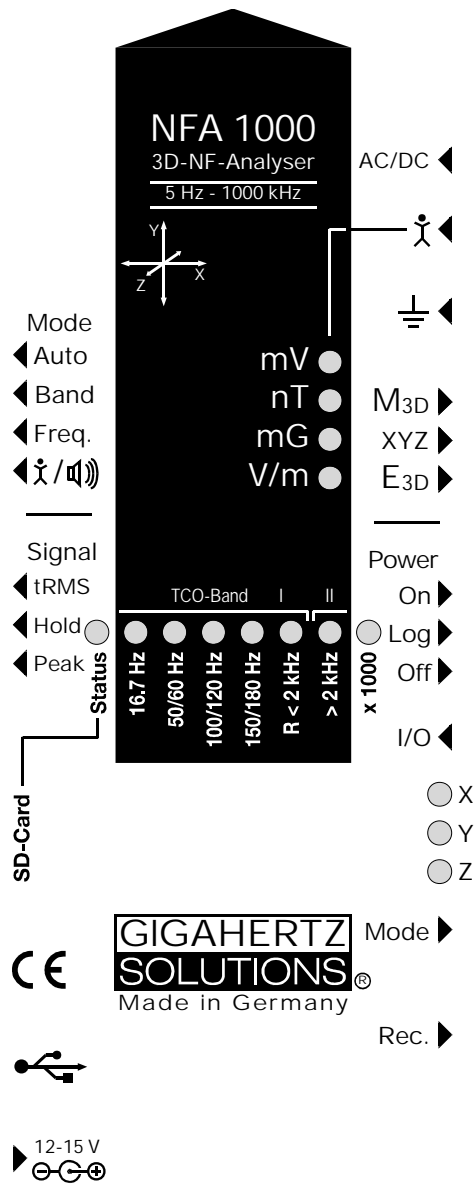 NFA 1000
3D-NF-Analyser
5 Hz - 1000 kHz
Y
X
Z
AC/DC
mV
nT
mG
V/m
Mode
Auto
Band
Freq.
/
M3D
XYZ
E3D
Signal
tRMS
Hold
Peak
Power
On
Log
Off
TCO-Band I II
Status
16.7 Hz
50/60 Hz
100/120 Hz
150/180 Hz
R < 2 kHz
> 2 kHz
x 1000
SD-Card
I/O
X
Y
Z
GIGAHERTZ
SOLUTIONS ®
Made in Germany
Mode
Rec.
CE
12-15 V